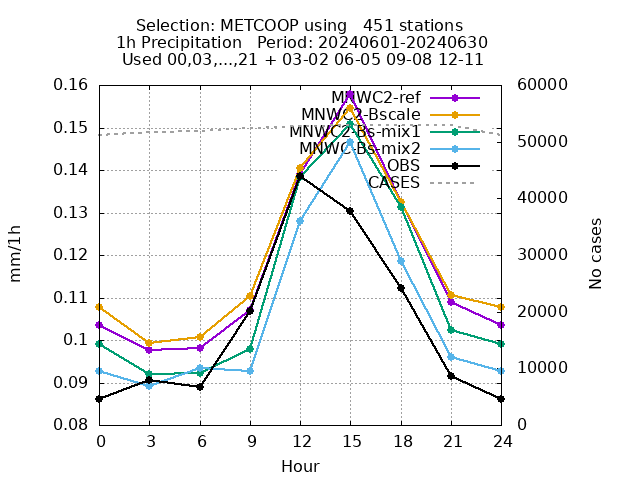 Selection: METCOOP using   451 stations
1h Precipitation   Period: 20240601-20240630
Used 00,03,...,21 + 03-02 06-05 09-08 12-11
0.16
0.15
0.14
0.13
0.12
0.11
0.1
0.09
0.08
mm/1h
60000
50000
40000
30000
20000
10000
0
No cases
MNWC2-ref
MNWC2-Bscale
MNWC2-Bs-mix1
MNWC-Bs-mix2
OBS
CASES
0 3 6 9 12 15 18 21 24
Hour